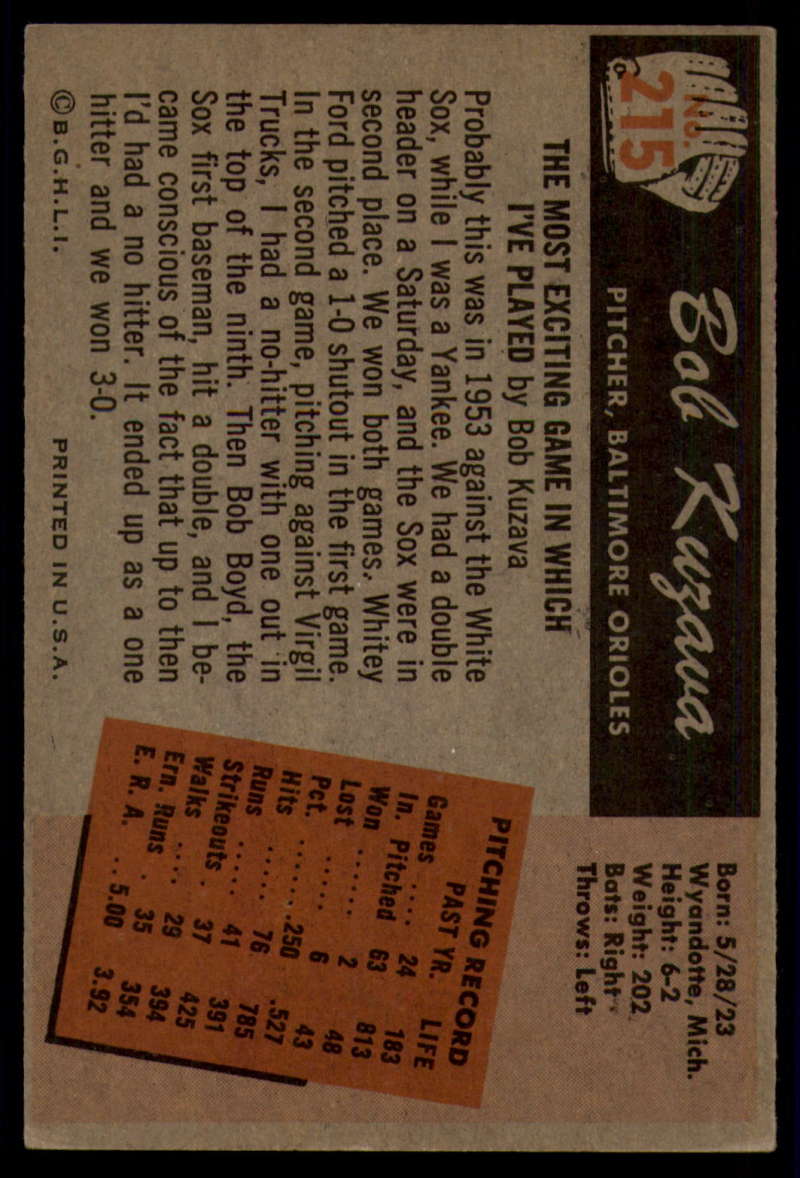 No.
215
Bob Kuzava
PITCHER, BALTIMORE ORIOLES
Born: 5/28/23
Wyandotte, Mich.
Height: 6-2
Weight: 202
Bats: Right
Throws: Left
THE MOST EXCITING GAME IN WHICH
I'VE PLAYED by Bob Kuzava
Probably this was in 1953 against the White
Sox, while I was a Yankee. We had a double
header on a Saturday, and the Sox were in
second place. We won both games. Whitey
Ford pitched a 1-0 shutout in the first game.
In the second game, pitching against Virgil
Trucks, I had a no-hitter with one out in
the top of the ninth. Then Bob Boyd, the
Sox first baseman, hit a double, and I be-
came conscious of the fact that up to then
I'd had a no hitter. It ended up as a one
hitter and we won 3-0.
PITCHING RECORD
PAST YR. LIFE
Games .... 24 183
In. Pitched 63 813
Won ...... 2 48
Lost ...... 6 43
Pct. ..... .250 .527
Hits ...... 76 785
Runs ..... 41 391
Strikeouts . 37 425
Walks .... 29 394
Ern. Runs . 35 354
E. R. A. .. 5.00 3.92
© B.G.H.L.I. PRINTED IN U.S.A.